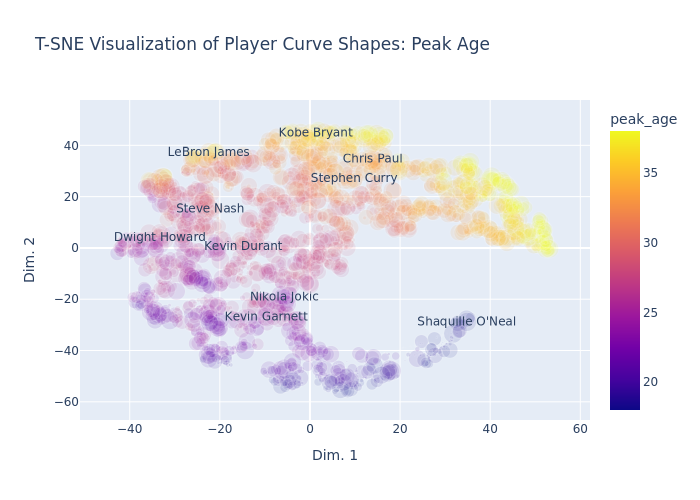 T-SNE Visualization of Player Curve Shapes: Peak Age
peak_age
Kobe Bryant
LeBron James
Chris Paul
Stephen Curry
Steve Nash
Dwight Howard
Kevin Durant
Nikola Jokic
Kevin Garnett
Shaquille O'Neal
40
20
0
−20
−40
−60
Dim. 2
−40
−20
0
20
40
60
Dim. 1
35
30
25
20